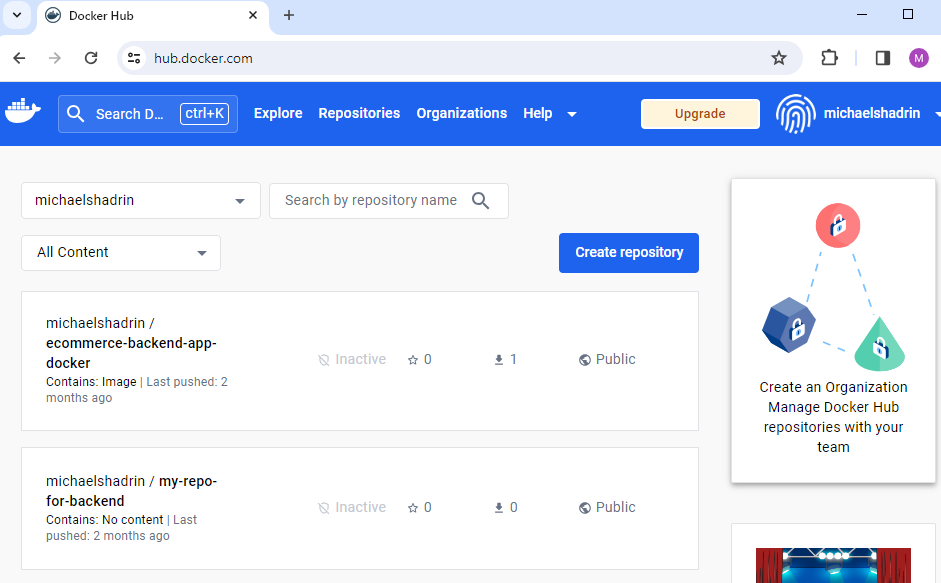 Docker Hub
hub.docker.com
M
Search D... ctrl+K Explore Repositories Organizations Help Upgrade michaelshadrin
michaelshadrin Search by repository name
All Content Create repository
michaelshadrin /
ecommerce-backend-app-
docker
Contains: Image | Last pushed: 2
months ago
Inactive 0 1 Public
michaelshadrin / my-repo-
for-backend
Contains: No content | Last
pushed: 2 months ago
Inactive 0 0 Public
Create an Organization
Manage Docker Hub
repositories with your
team